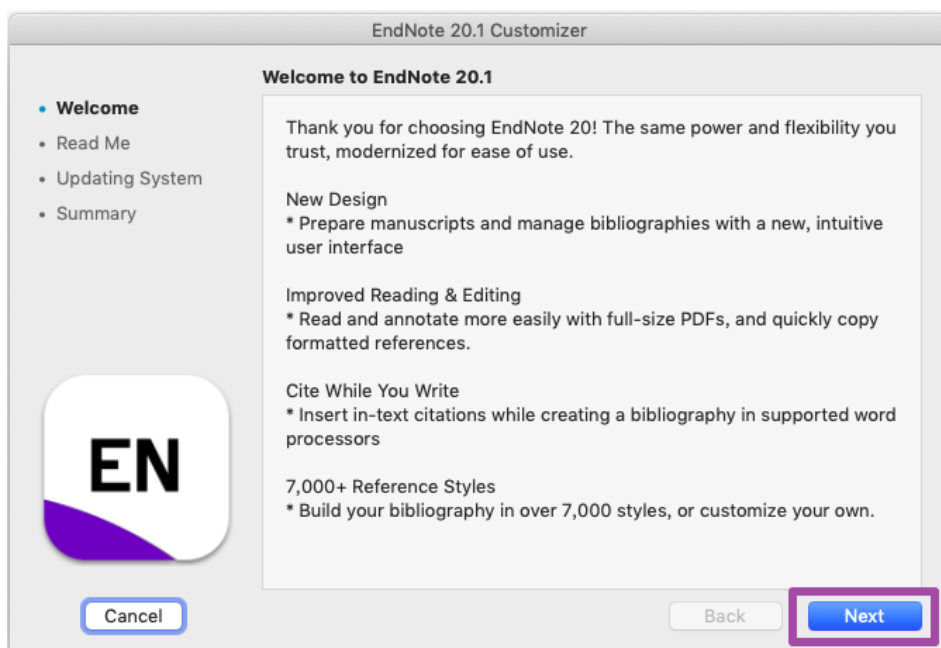 EndNote 20.1 Customizer
Welcome to EndNote 20.1
• Welcome
• Read Me
• Updating System
• Summary
Thank you for choosing EndNote 20! The same power and flexibility you
trust, modernized for ease of use.
New Design
* Prepare manuscripts and manage bibliographies with a new, intuitive
user interface
Improved Reading & Editing
* Read and annotate more easily with full-size PDFs, and quickly copy
formatted references.
Cite While You Write
* Insert in-text citations while creating a bibliography in supported word
processors
7,000+ Reference Styles
* Build your bibliography in over 7,000 styles, or customize your own.
EN
Cancel
Back
Next